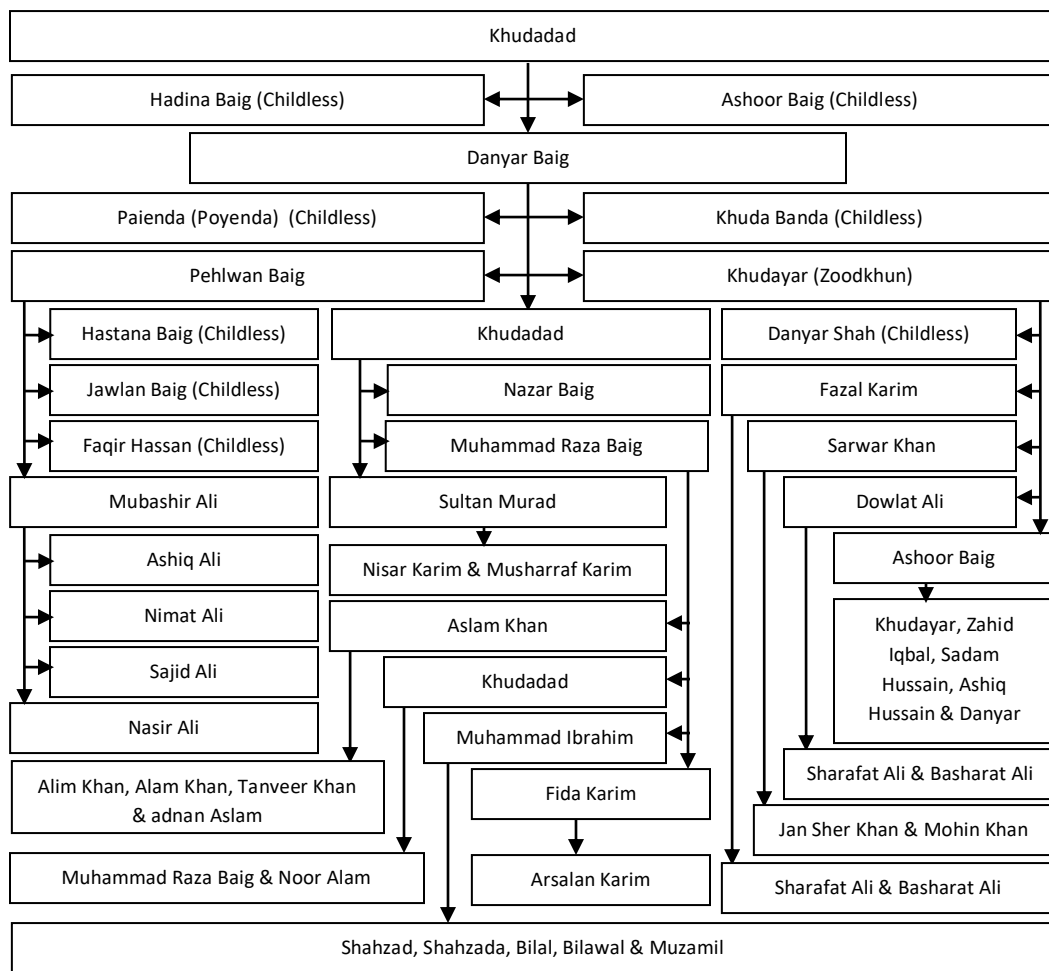 Khudadad
Hadina Baig (Childless)
Ashoor Baig (Childless)
Danyar Baig
Paienda (Poyenda) (Childless)
Khuda Banda (Childless)
Pehlwan Baig
Khudayar (Zoodkhun)
Hastana Baig (Childless)
Khudadad
Danyar Shah (Childless)
Jawlan Baig (Childless)
Nazar Baig
Fazal Karim
Faqir Hassan (Childless)
Muhammad Raza Baig
Sarwar Khan
Mubashir Ali
Sultan Murad
Dowlat Ali
Ashiq Ali
Nisar Karim & Musharraf Karim
Ashoor Baig
Nimat Ali
Aslam Khan
Khudayar, Zahid
Iqbal, Sadam
Hussain, Ashiq
Hussain & Danyar
Sajid Ali
Khudadad
Nasir Ali
Muhammad Ibrahim
Alim Khan, Alam Khan, Tanveer Khan
& adnan Aslam
Fida Karim
Sharafat Ali & Basharat Ali
Jan Sher Khan & Mohin Khan
Muhammad Raza Baig & Noor Alam
Arsalan Karim
Sharafat Ali & Basharat Ali
Shahzad, Shahzada, Bilal, Bilawal & Muzamil